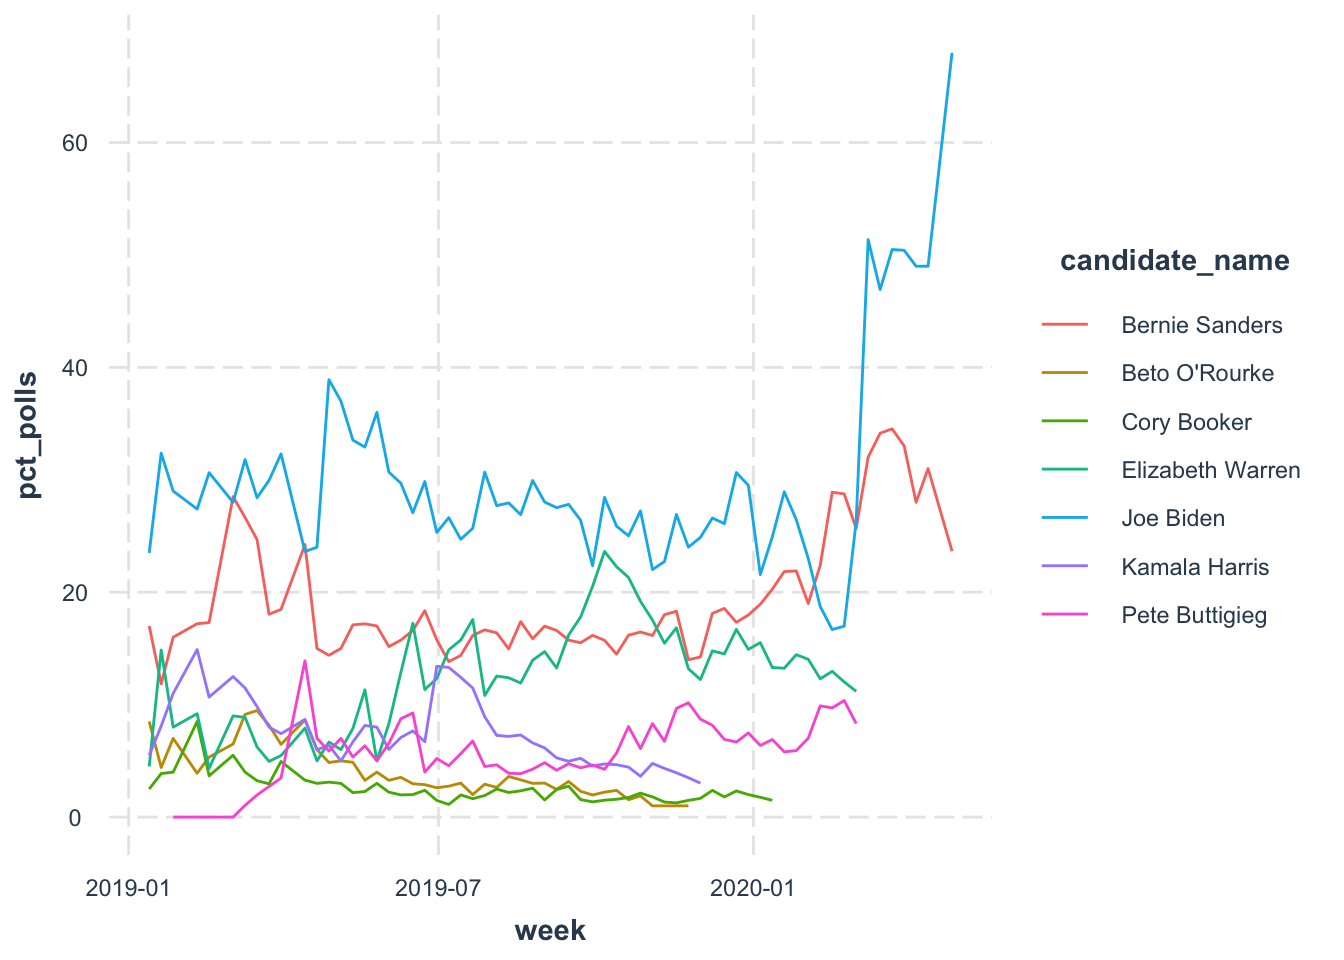 60
40
20
0
pct_polls
2019-01
2019-07
2020-01
week
candidate_name
Bernie Sanders
Beto O'Rourke
Cory Booker
Elizabeth Warren
Joe Biden
Kamala Harris
Pete Buttigieg